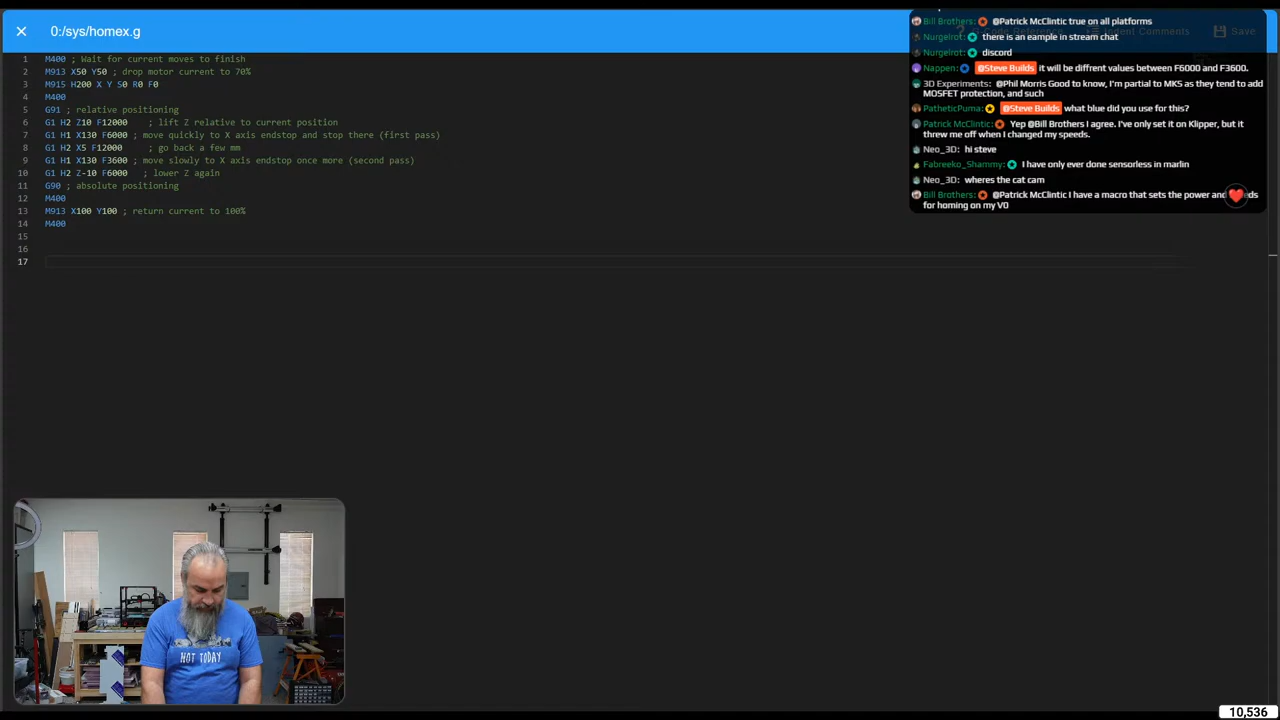 0:/sys/homex.g
Indent Comments
Save
1 M400 ; Wait for current moves to finish
2 M913 X50 Y50 ; drop motor current to 70%
3 M915 H200 X Y S0 R0 F0
4 M400
5 G91 ; relative positioning
6 G1 H2 Z10 F12000 ; lift Z relative to current position
7 G1 H1 X130 F6000 ; move quickly to X axis endstop and stop there (first pass)
8 G1 H2 X5 F12000 ; go back a few mm
9 G1 H1 X130 F3600 ; move slowly to X axis endstop once more (second pass)
10 G1 H2 Z-10 F6000 ; lower Z again
11 G90 ; absolute positioning
12 M400
13 M913 X100 Y100 ; return current to 100%
14 M400
15
16
17
Bill Brothers: @Patrick McClintic true on all platforms
Nurgelrot: there is an eample in stream chat
Nurgelrot: discord
Nappen: @Steve Builds it will be diffrent values between F6000 and F3600.
3D Experiments: @Phil Morris Good to know, I'm partial to MKS as they tend to add
MOSFET protection, and such
PatheticPuma: @Steve Builds what blue did you use for this?
Patrick McClintic: Yep @Bill Brothers I agree. I've only set it on Klipper, but it
threw me off when I changed my speeds.
Neo_3D: hi steve
Fabreeko_Shammy: I have only ever done sensorless in marlin
Neo_3D: wheres the cat cam
Bill Brothers: @Patrick McClintic I have a macro that sets the power and
for homing on my V0
HOT TODAY
10,536